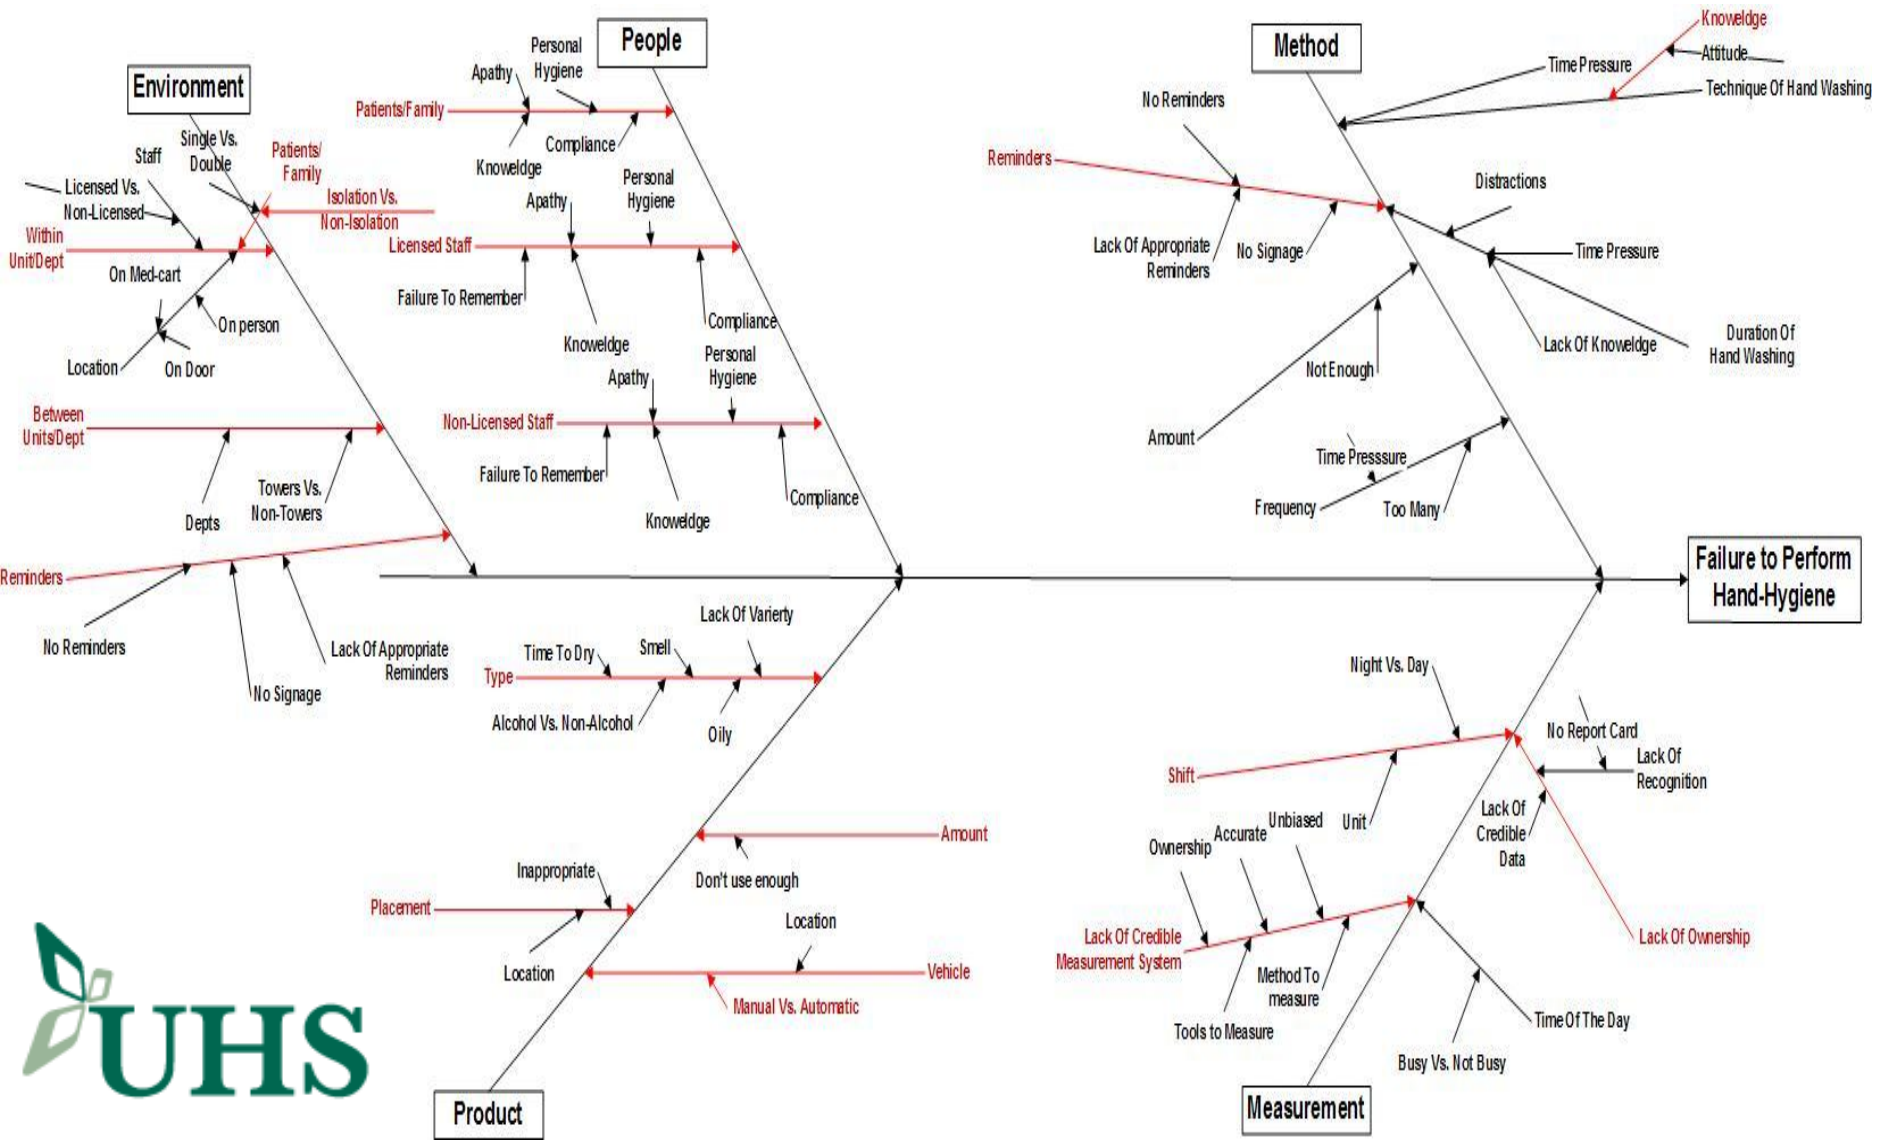 Environment
Single Vs.
Double
Patients/
Family
Staff
Licensed Vs.
Non-Licensed
Isolation Vs.
Non-Isolation
Within
Unit/Dept
On Med-cart
On person
Location
On Door
Between
Units/Dept
Depts
Towers Vs.
Non-Towers
Reminders
No Reminders
No Signage
Lack Of Appropriate
Reminders
People
Personal
Hygiene
Apathy
Patients/Family
Knoweldge
Compliance
Apathy
Personal
Hygiene
Licensed Staff
Failure To Remember
Knoweldge
Compliance
Apathy
Personal
Hygiene
Non-Licensed Staff
Failure To Remember
Knoweldge
Compliance
Method
Knoweldge
Attitude
Time Pressure
Technique Of Hand Washing
No Reminders
Reminders
Lack Of Appropriate
Reminders
No Signage
Distractions
Time Pressure
Lack Of Knoweldge
Duration Of
Hand Washing
Not Enough
Amount
Time Presssure
Frequency
Too Many
Failure to Perform
Hand-Hygiene
Lack Of Varierty
Time To Dry
Smell
Type
Alcohol Vs. Non-Alcohol
Oily
Amount
Don't use enough
Inappropriate
Placement
Location
Location
Vehicle
Manual Vs. Automatic
Product
Night Vs. Day
Shift
Unit
No Report Card
Lack Of
Recognition
Lack Of
Credible
Data
Lack Of Ownership
Ownership
Accurate
Unbiased
Lack Of Credible
Measurement System
Tools to Measure
Method To
measure
Time Of The Day
Busy Vs. Not Busy
Measurement
UHS